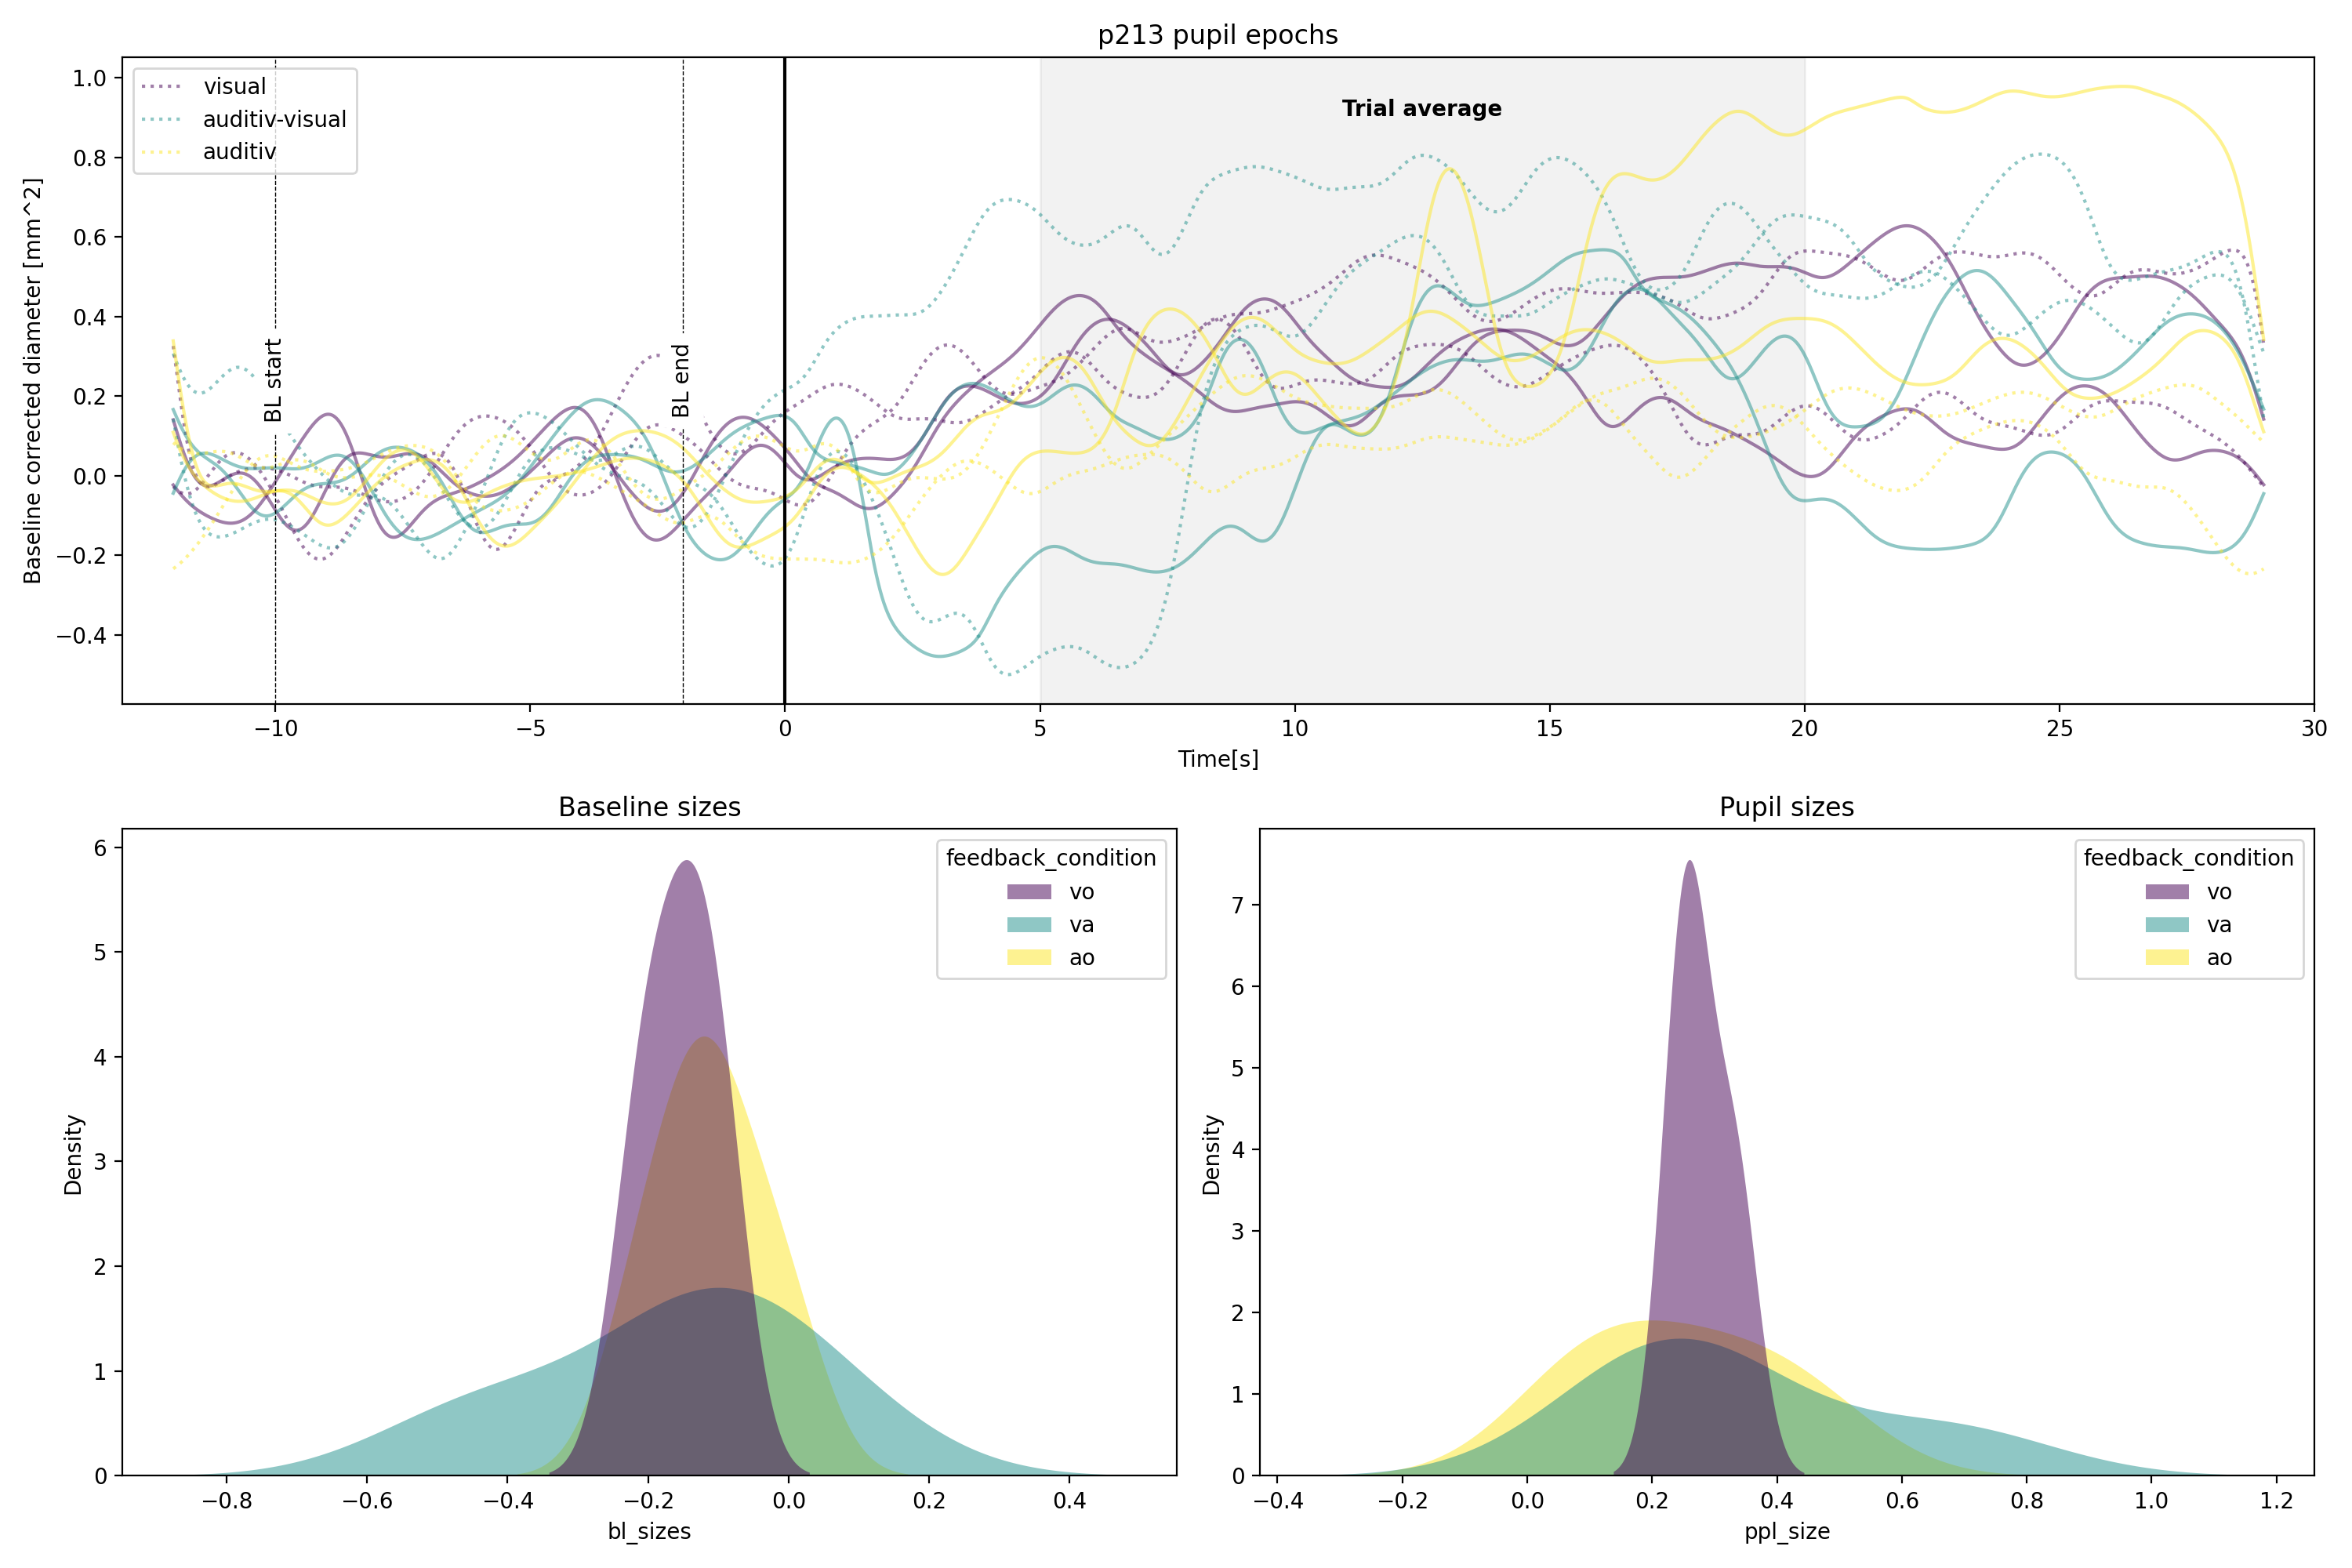 p213 pupil epochs
Baseline corrected diameter [mm^2]
1.0
0.8
0.6
0.4
0.2
0.0
−0.2
−0.4
visual
auditiv-visual
auditiv
BL start
BL end
Trial average
−10
−5
0
5
10
15
20
25
30
Time[s]
Baseline sizes
Density
6
5
4
3
2
1
0
feedback_condition
vo
va
ao
−0.8
−0.6
−0.4
−0.2
0.0
0.2
0.4
bl_sizes
Pupil sizes
Density
7
6
5
4
3
2
1
0
feedback_condition
vo
va
ao
−0.4
−0.2
0.0
0.2
0.4
0.6
0.8
1.0
1.2
ppl_size